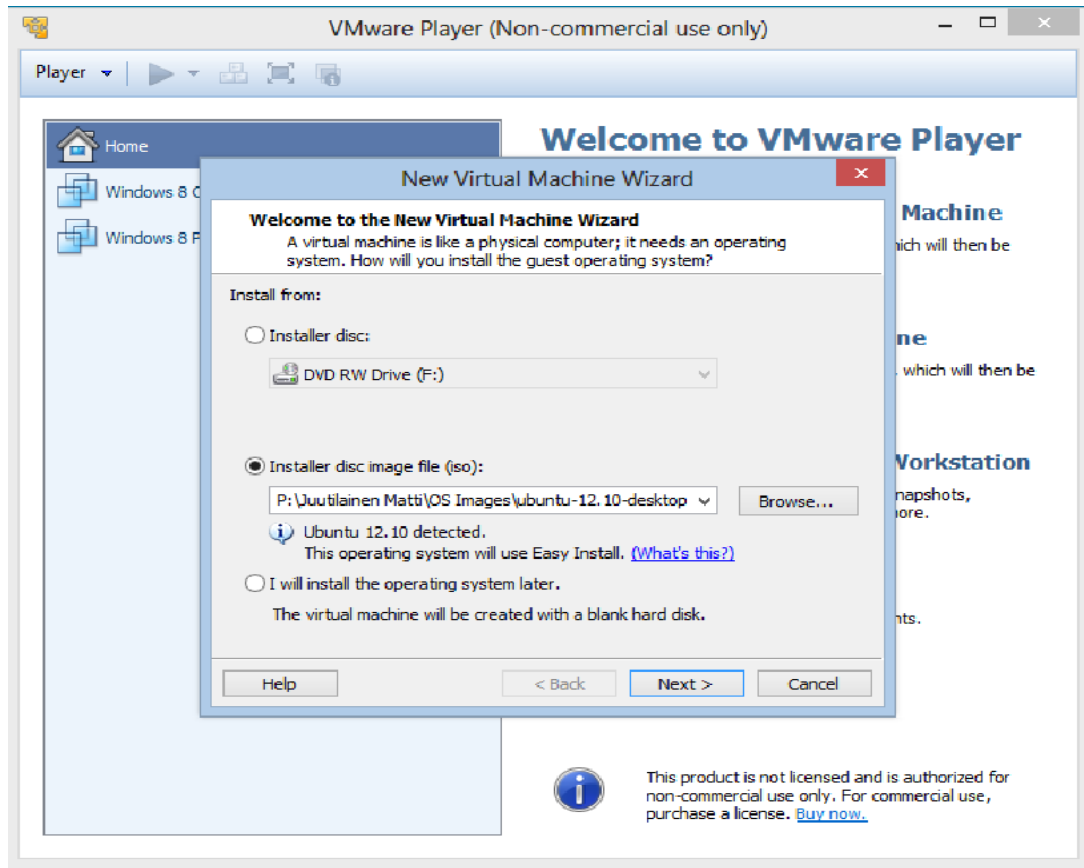 VMware Player (Non-commercial use only)
Player
Home
Windows 8 C
Windows 8 P
Welcome to VMware Player
Machine
hich will then be
ne
, which will then be
Workstation
napshots,
ore.
nts.
New Virtual Machine Wizard
Welcome to the New Virtual Machine Wizard
A virtual machine is like a physical computer; it needs an operating
system. How will you install the guest operating system?
Install from:
Installer disc:
DVD RW Drive (F:)
Installer disc image file (iso):
P:\Juutilainen Matti\OS Images\ubuntu-12.10-desktop
Browse...
Ubuntu 12.10 detected.
This operating system will use Easy Install. (What's this?)
I will install the operating system later.
The virtual machine will be created with a blank hard disk.
Help
< Back
Next >
Cancel
This product is not licensed and is authorized for
non-commercial use only. For commercial use,
purchase a license. Buy now.